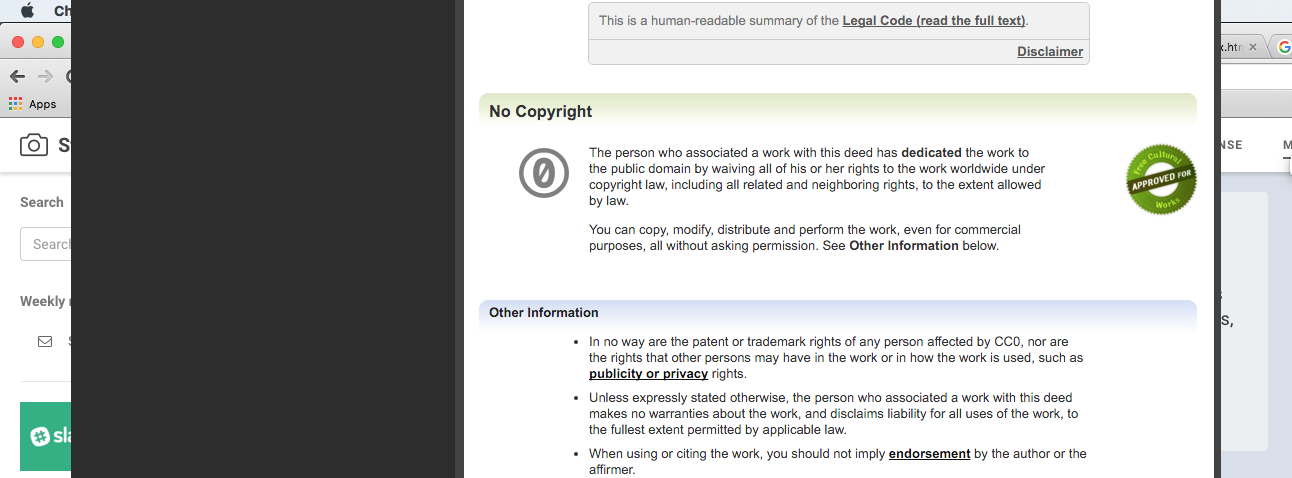 Ch
This is a human-readable summary of the Legal Code (read the full text).
Disclaimer
x.htm
Apps
No Copyright
The person who associated a work with this deed has dedicated the work to
the public domain by waiving all of his or her rights to the work worldwide under
copyright law, including all related and neighboring rights, to the extent allowed
by law.
You can copy, modify, distribute and perform the work, even for commercial
purposes, all without asking permission. See Other Information below.
Free Cultural
APPROVED FOR
Works
NSE
M
S
Search
Search
Weekly
S
sla
s,
Other Information
• In no way are the patent or trademark rights of any person affected by CC0, nor are
the rights that other persons may have in the work or in how the work is used, such as
publicity or privacy rights.
• Unless expressly stated otherwise, the person who associated a work with this deed
makes no warranties about the work, and disclaims liability for all uses of the work, to
the fullest extent permitted by applicable law.
• When using or citing the work, you should not imply endorsement by the author or the
affirmer.